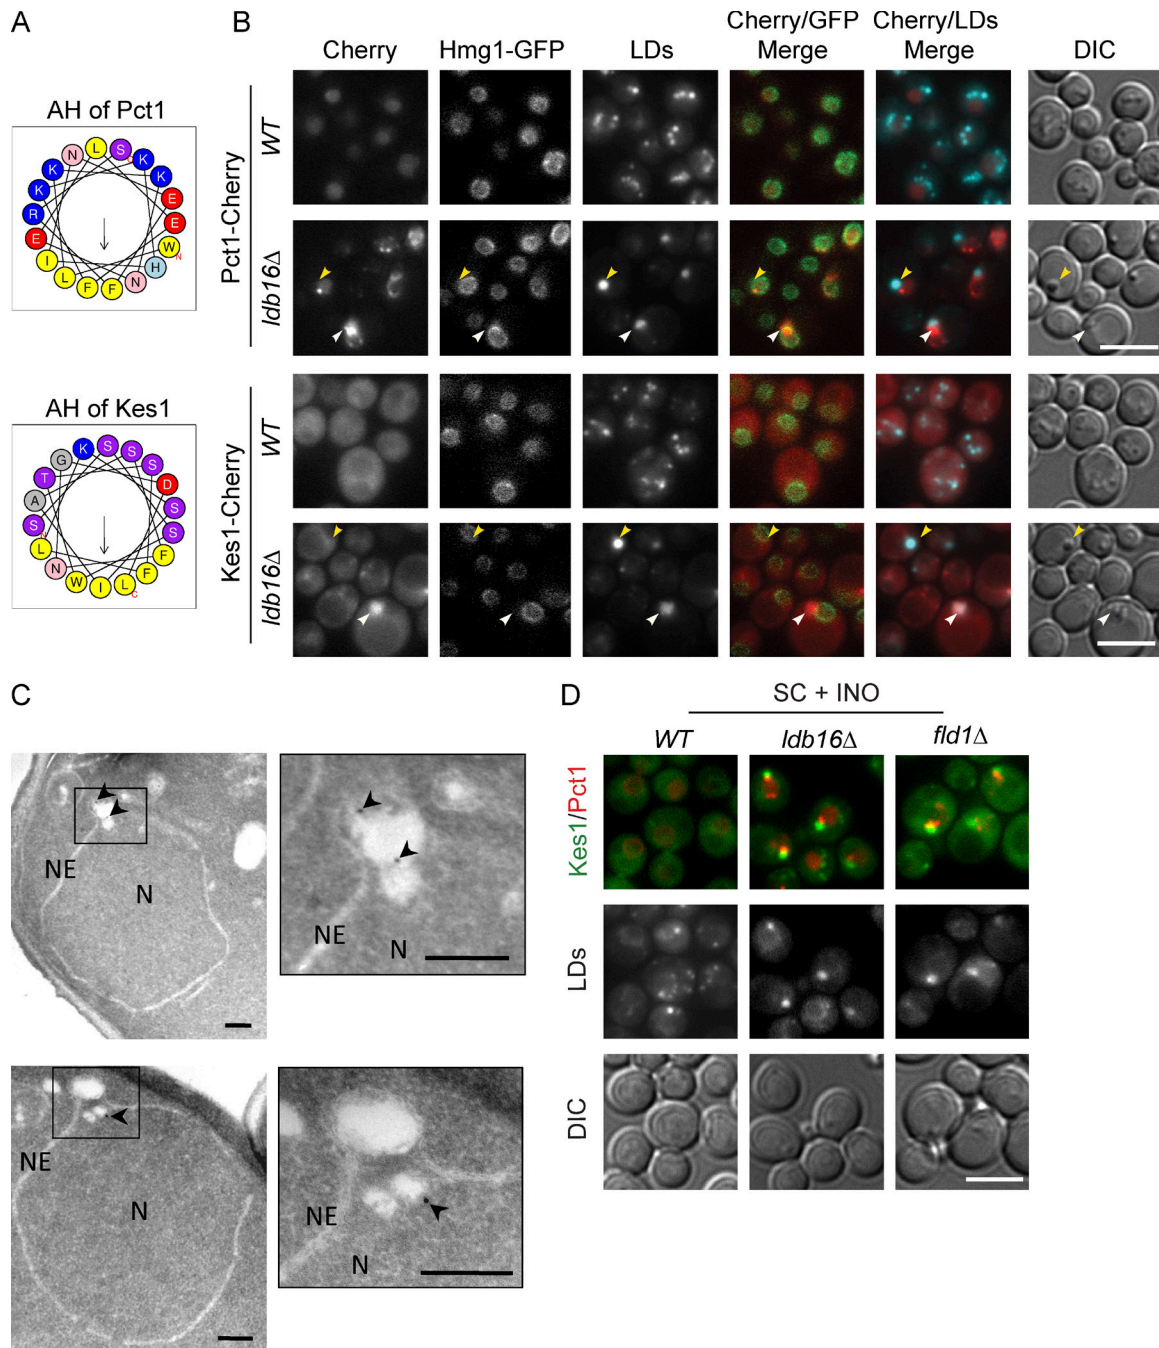 A
B
Cherry
Hmg1-GFP
LDs
Cherry/GFP
Merge
Cherry/LDs
Merge
DIC
AH of Pct1
N L S
K K
K K
R E
E E
I W
L F F N H
N
Pct1-Cherry
WT
ldb16Δ
AH of Kes1
K S S
G S
T D
A S
S S
L F
N W I L F
C
Kes1-Cherry
WT
ldb16Δ
C
NE
N
NE
N
NE
N
NE
N
D
SC + INO
WT
ldb16Δ
fld1Δ
Kes1/Pct1
LDs
DIC